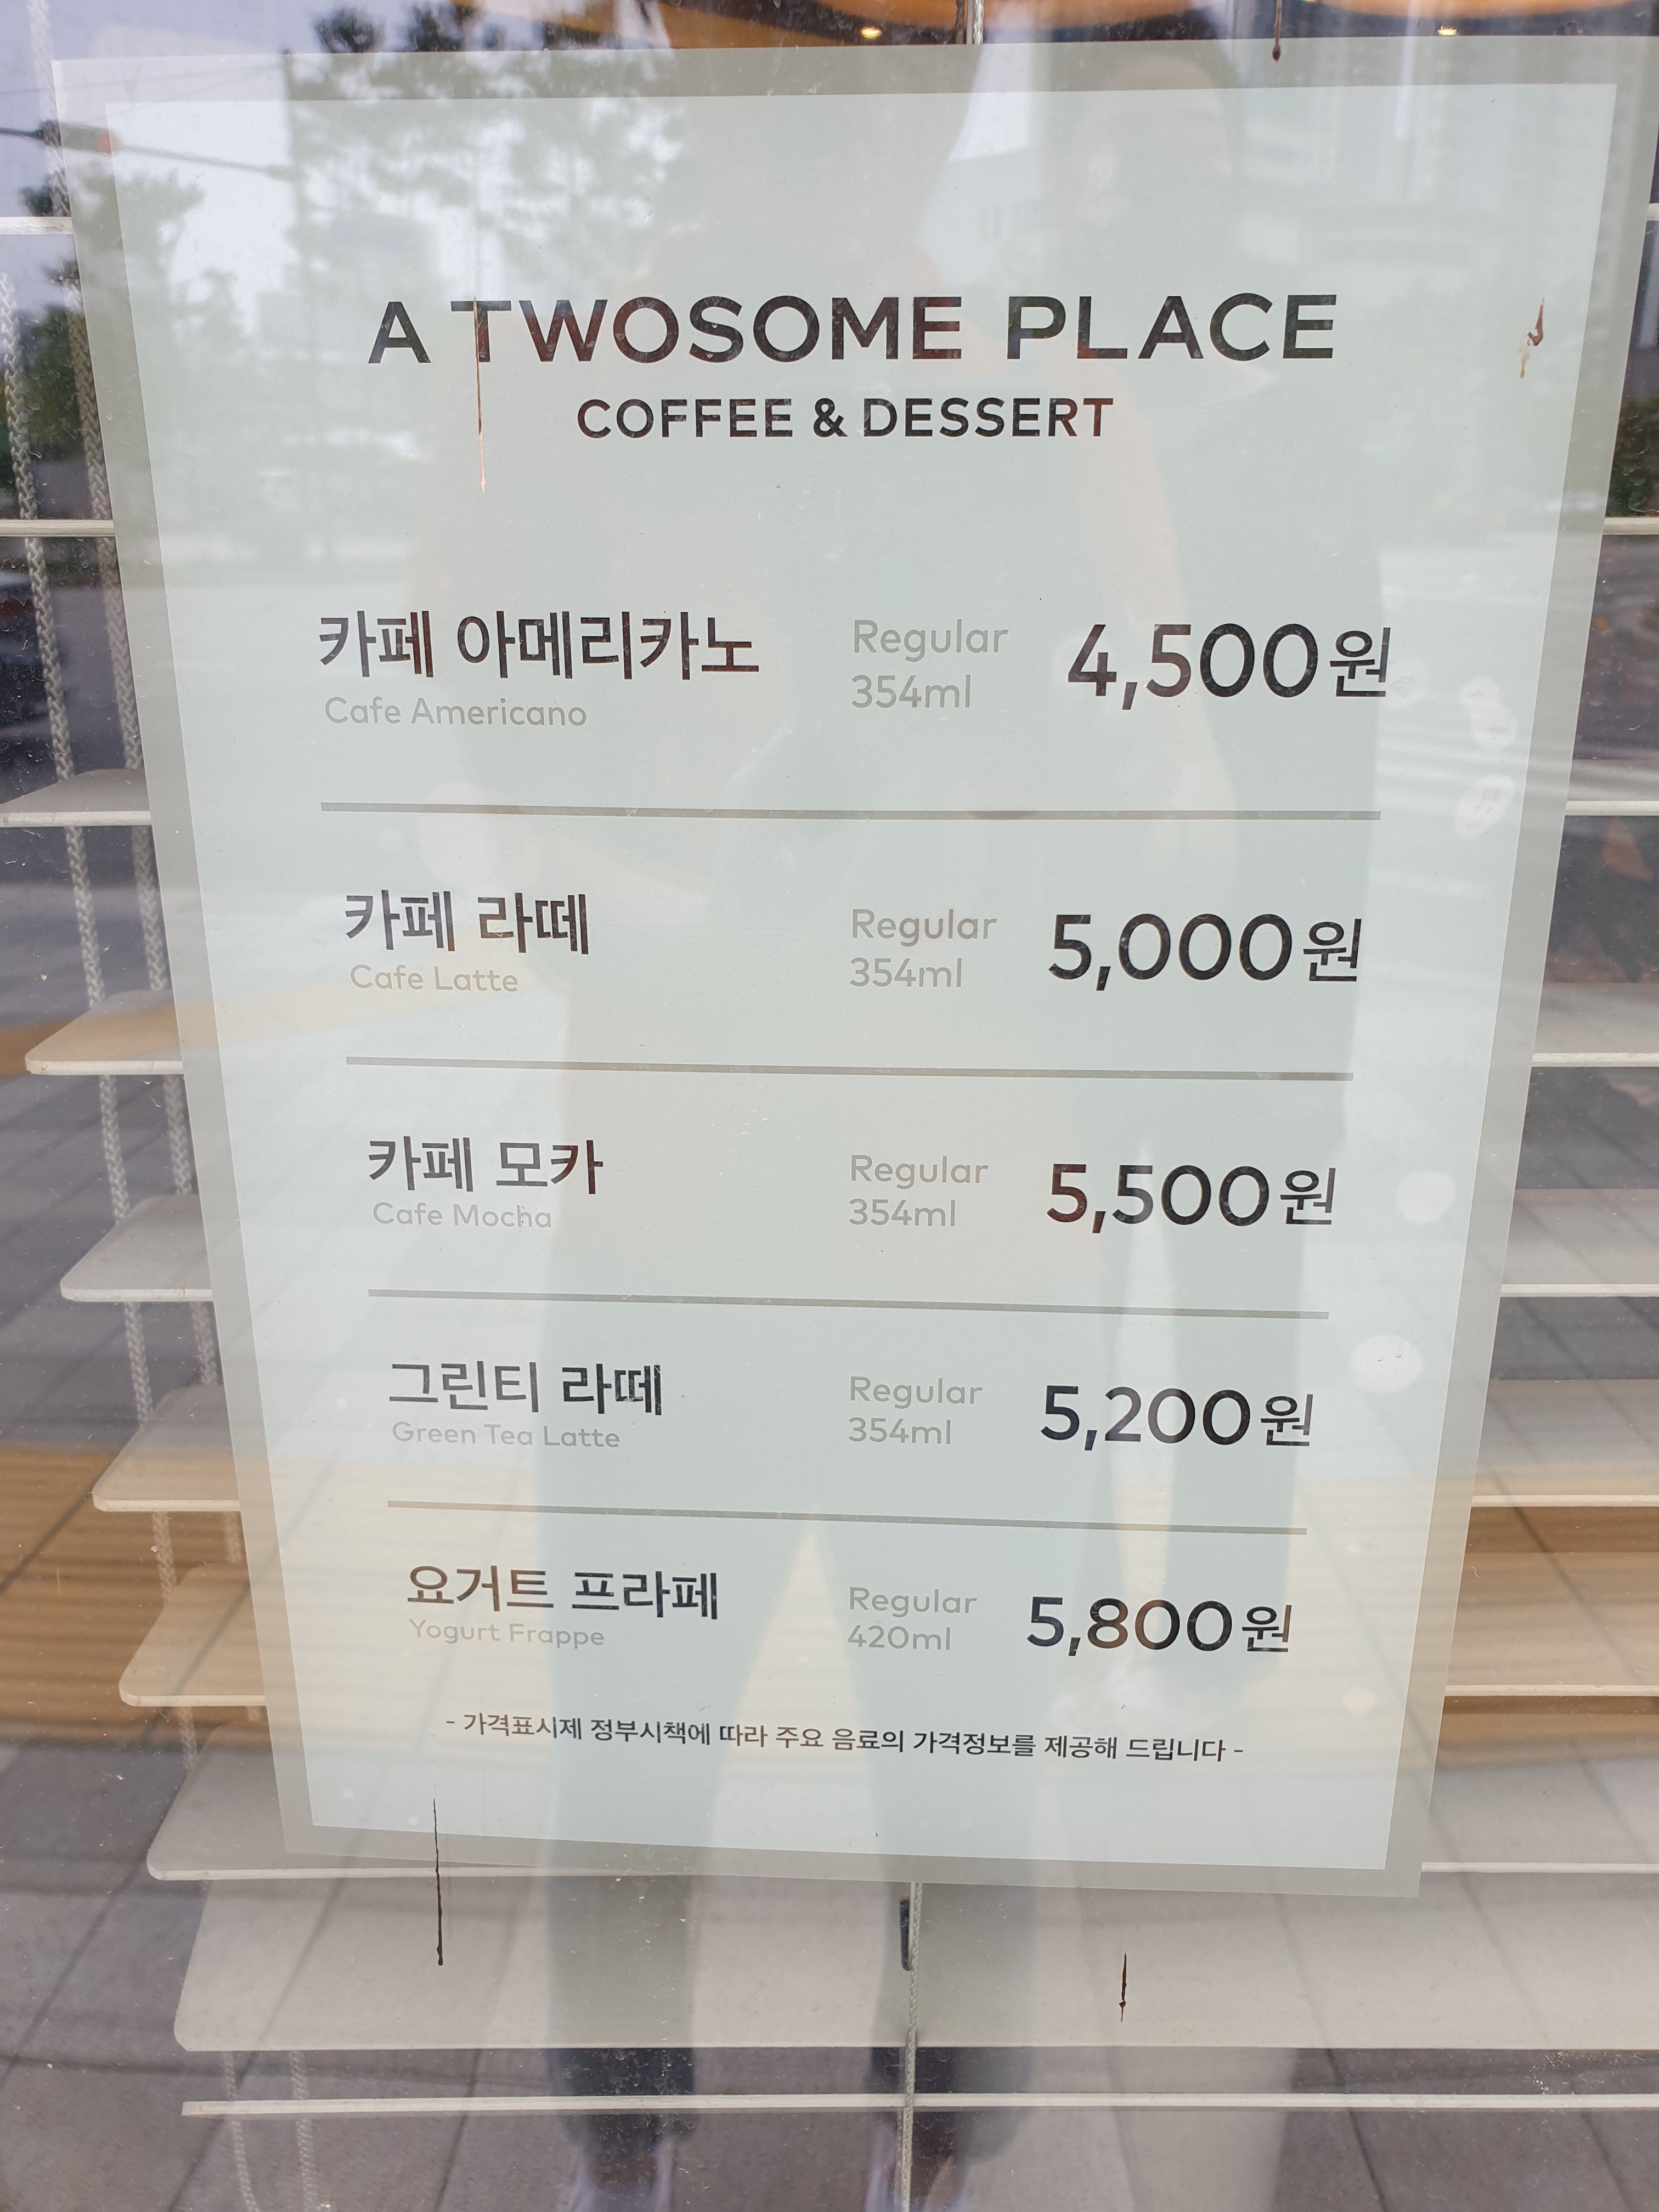 A TWOSOME PLACE
COFFEE & DESSERT
카페 아메리카노 Regular 4,500원
Cafe Americano 354ml
카페 라떼 Regular 5,000원
Cafe Latte 354ml
카페 모카 Regular 5,500원
Cafe Mocha 354ml
그린티 라떼 Regular 5,200원
Green Tea Latte 354ml
요거트 프라페 Regular 5,800원
Yogurt Frappe 420ml
- 가격표시제 정부시책에 따라 주요 음료의 가격정보를 제공해 드립니다 -